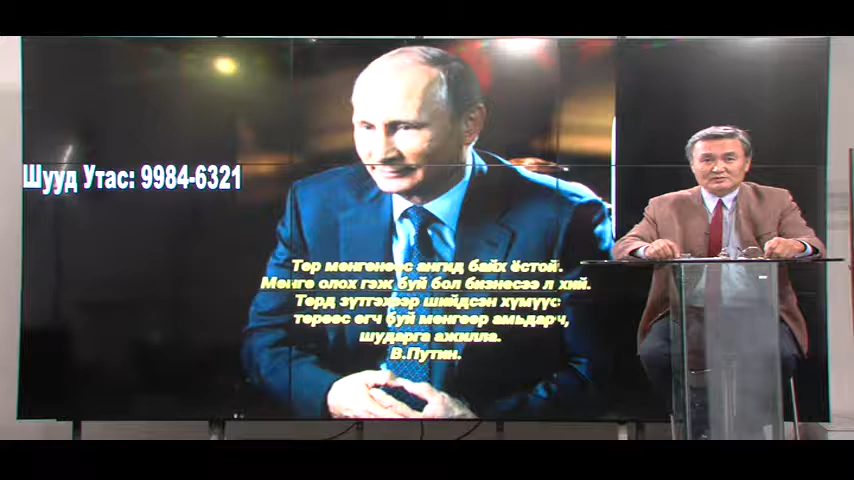 Шууд Утас: 9984-6321
Төр мөнгөнөөс ангид байх ёстой.
Мөнгө олох гэж буй бол бизнесээ л хий.
Төрд зүтгэхээр шийдсэн хүмүүс
төрөөс өгч буй мөнгөөр амьдарч,
шударга ажилла.
В.Путин.